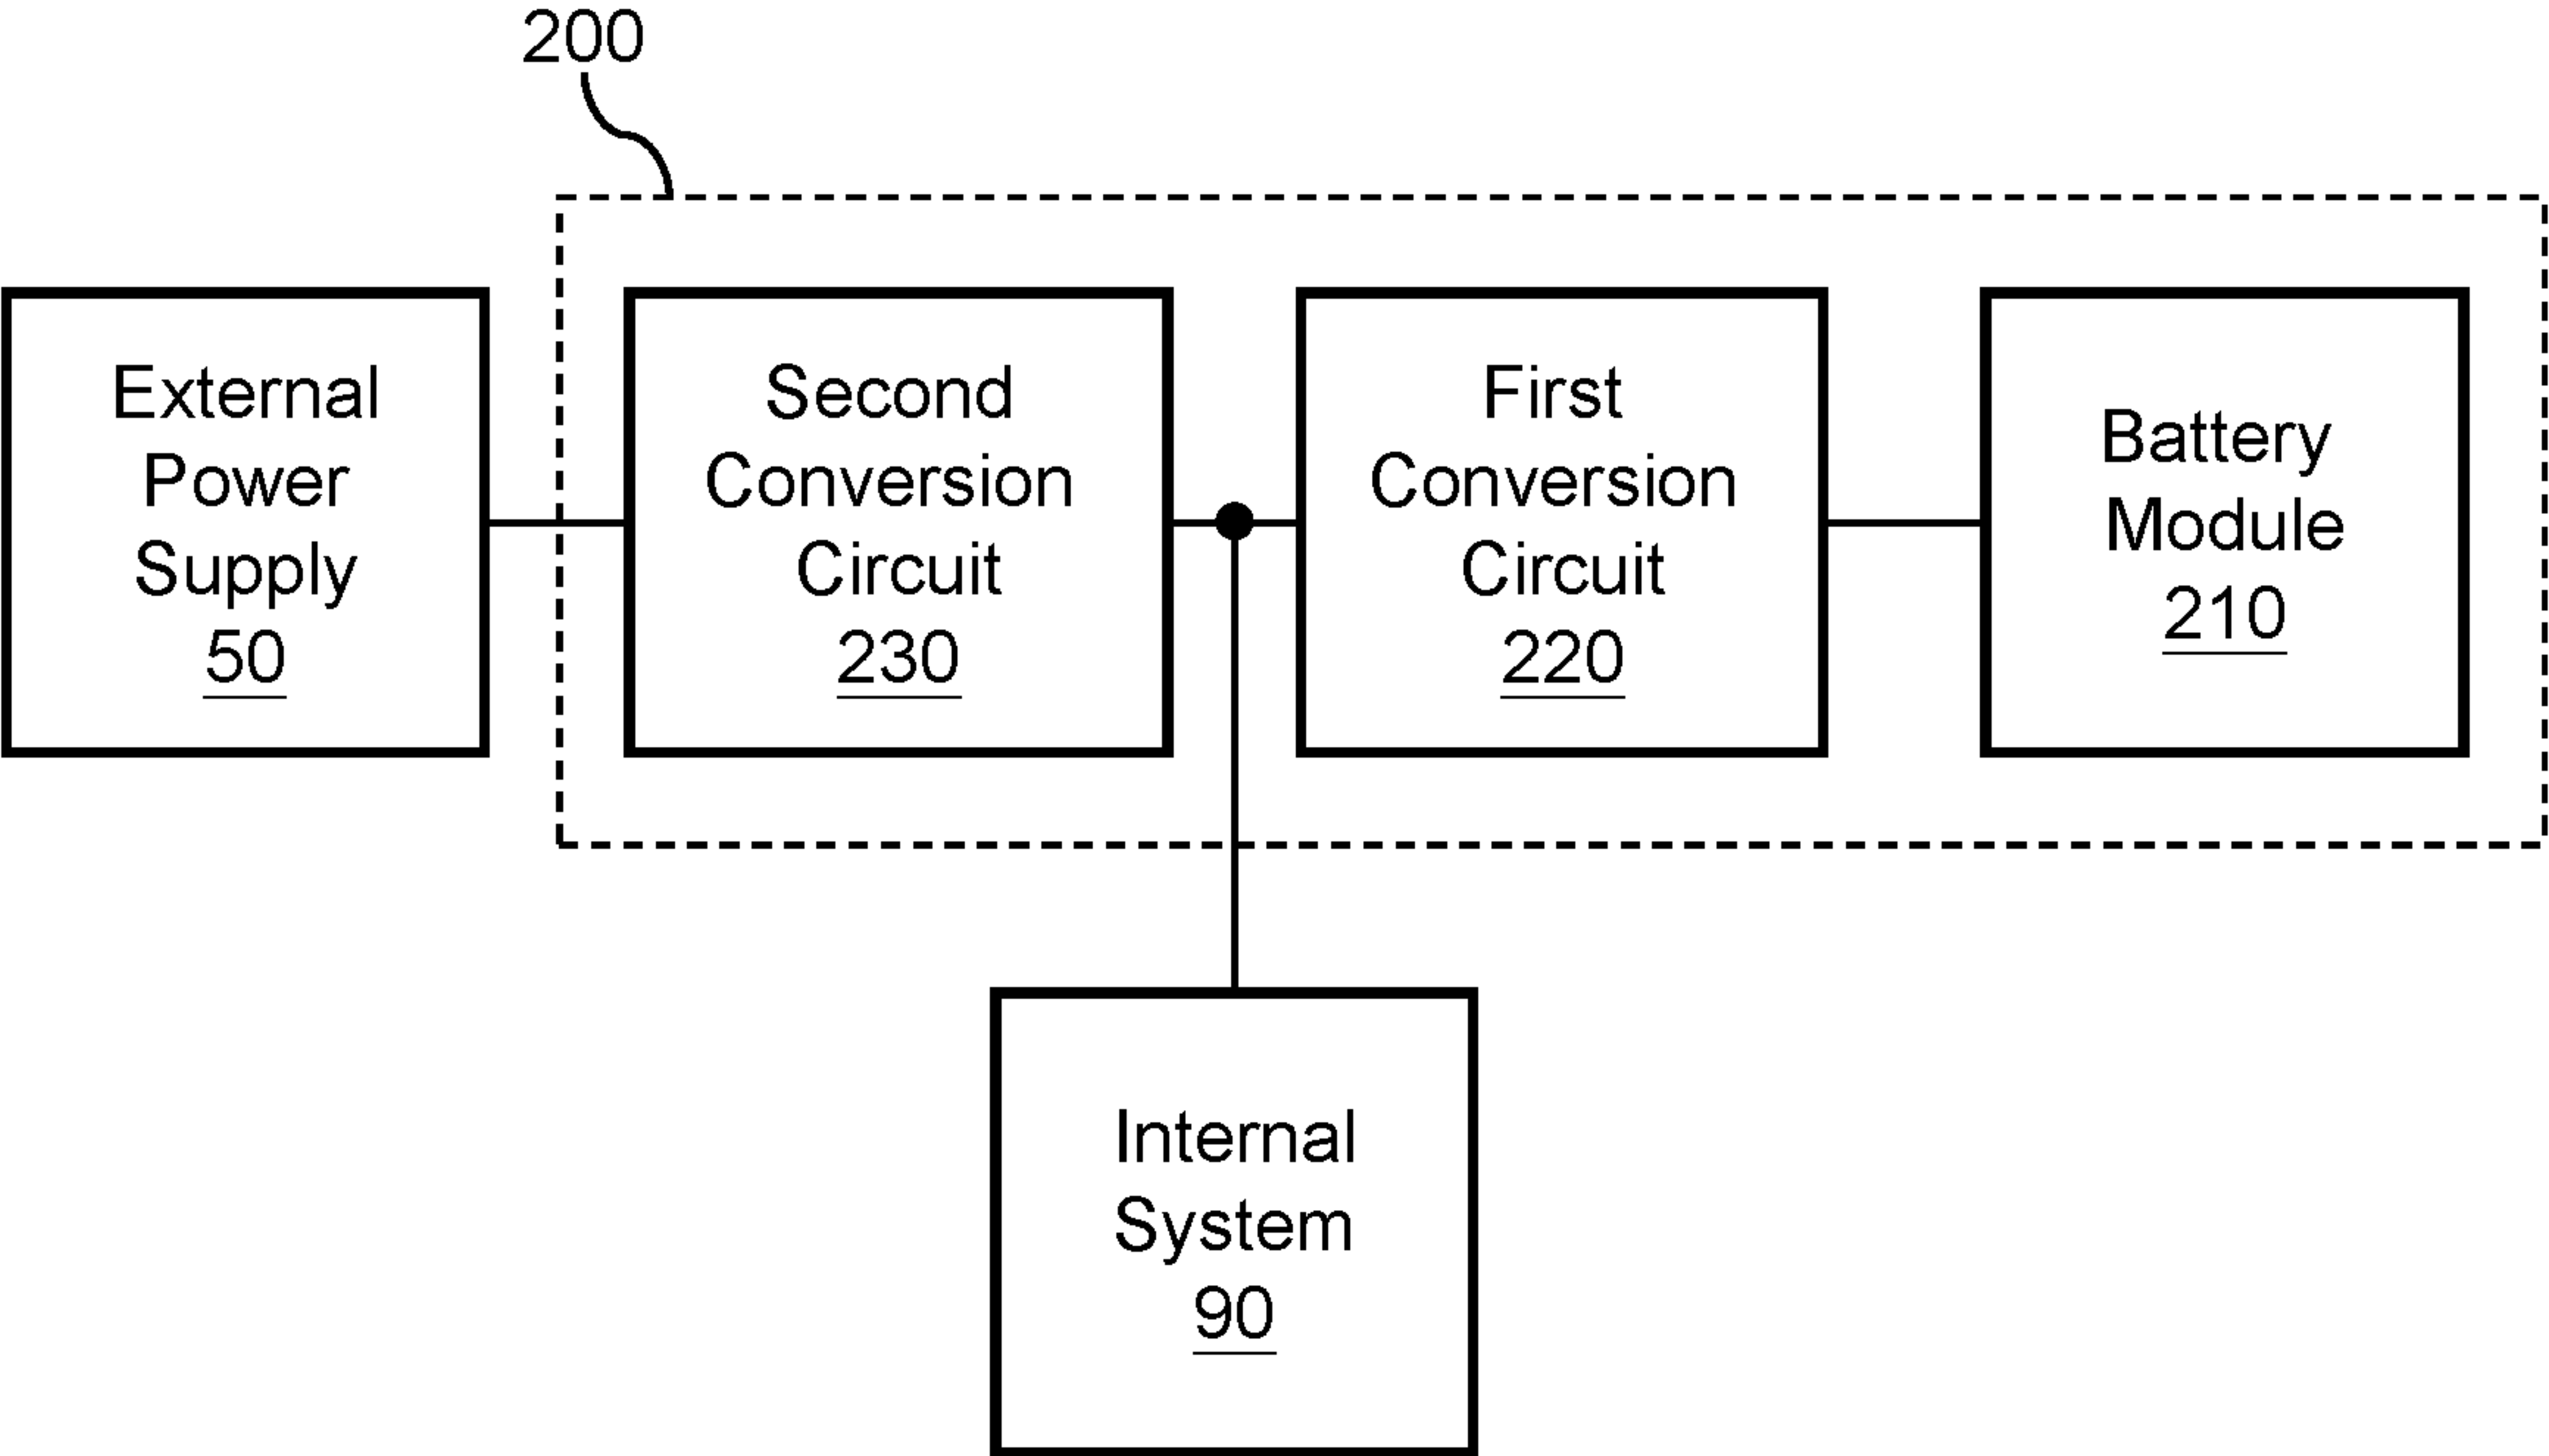 200
External
Power
Supply
50
Second
Conversion
Circuit
230
First
Conversion
Circuit
220
Battery
Module
210
Internal
System
90